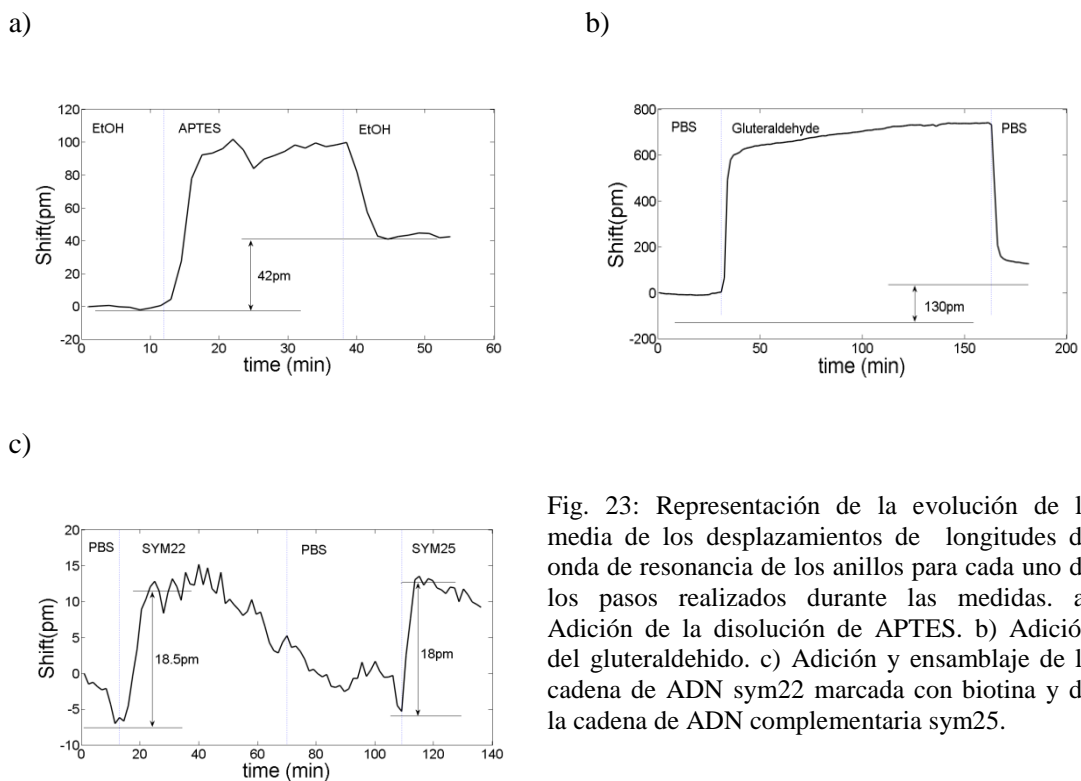 a)
b)
120
100
80
60
40
20
0
-20
EtOH APTES EtOH
42pm
Shift(pm)
0 10 20 30 40 50 60
time (min)
800
600
400
200
0
-200
PBS Gluteraldehyde PBS
130pm
Shift(pm)
0 50 100 150 200
time (min)
c)
20
15
10
5
0
-5
-10
PBS SYM22 PBS SYM25
18.5pm 18pm
Shift(pm)
0 20 40 60 80 100 120 140
time (min)
Fig. 23: Representación de la evolución de l
media de los desplazamientos de longitudes d
onda de resonancia de los anillos para cada uno d
los pasos realizados durante las medidas. a
Adición de la disolución de APTES. b) Adició
del gluteraldehido. c) Adición y ensamblaje de l
cadena de ADN sym22 marcada con biotina y d
la cadena de ADN complementaria sym25.